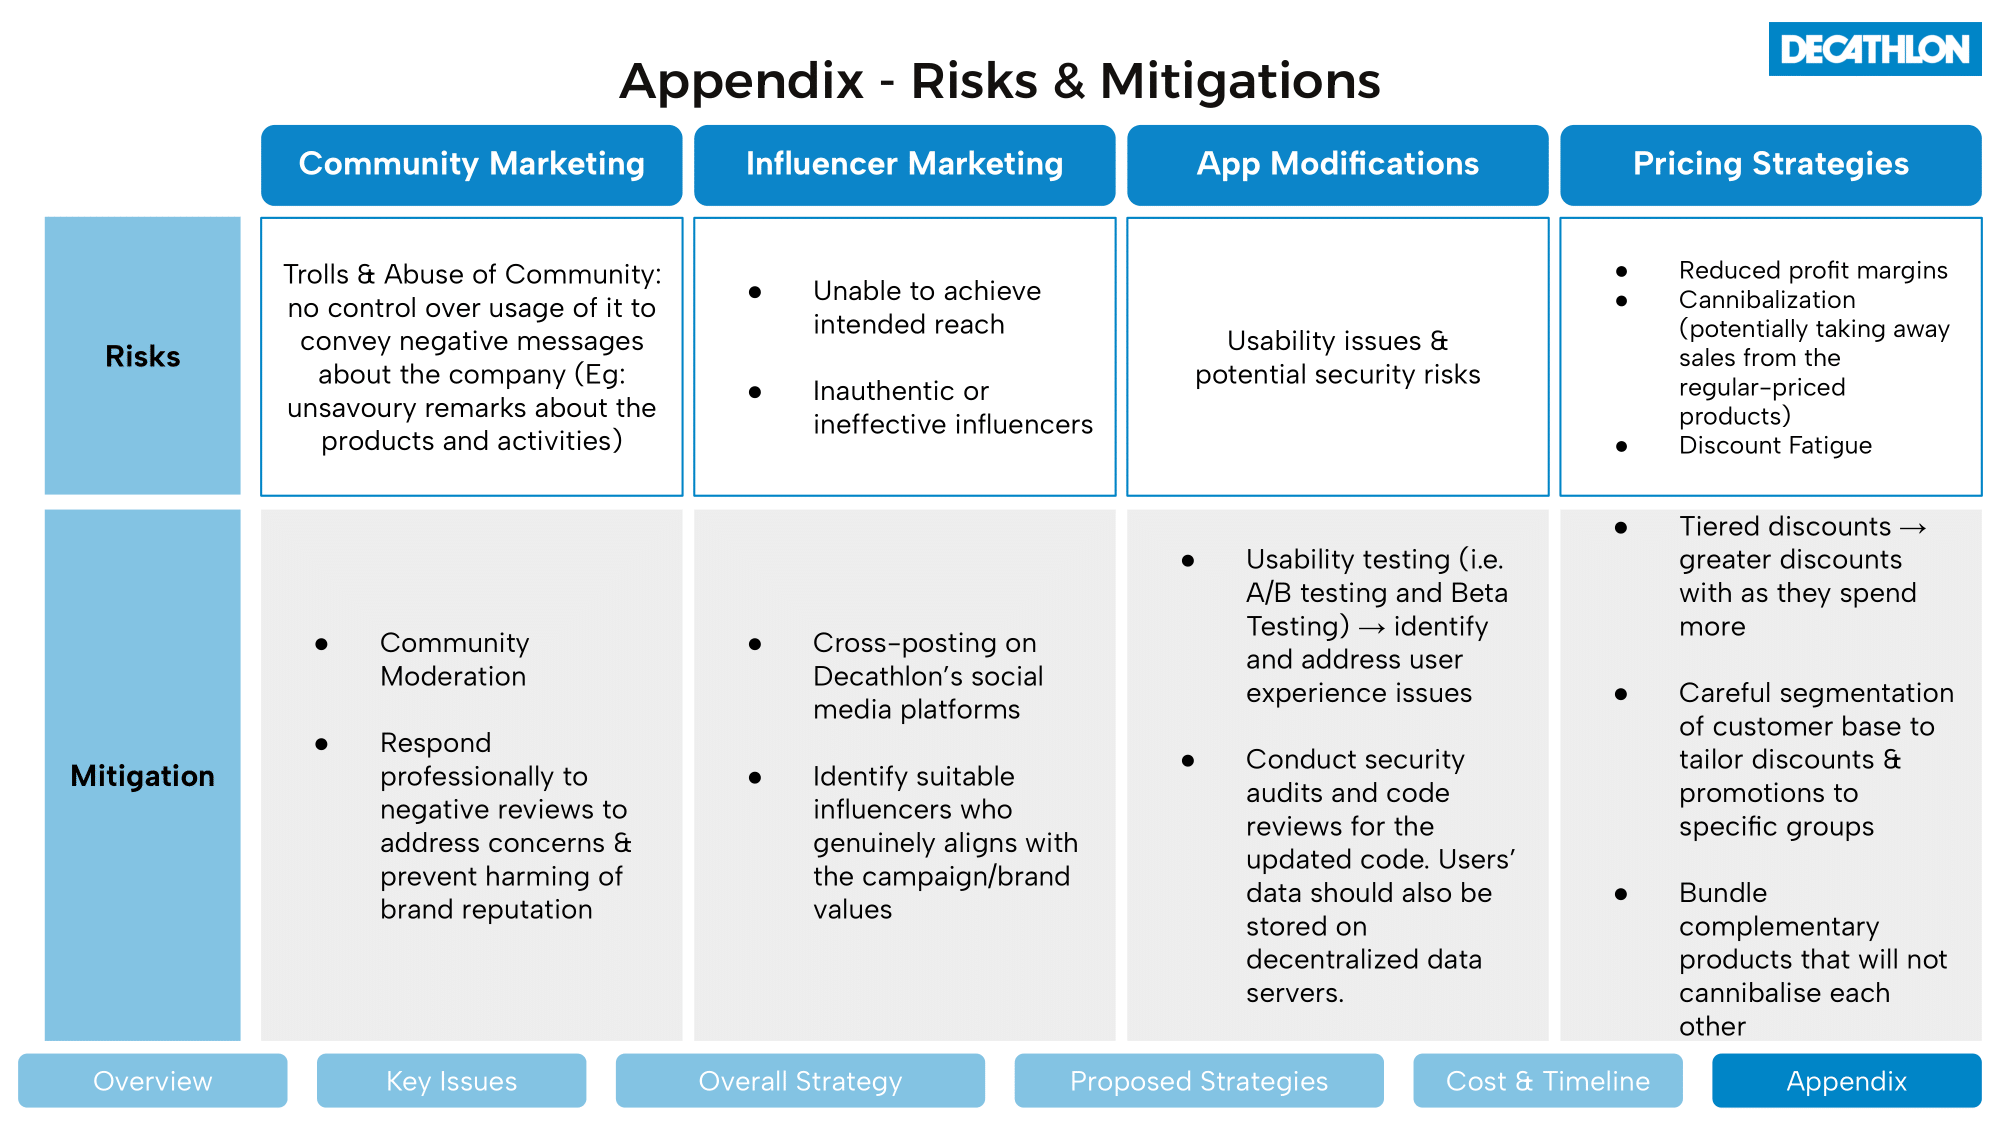 DECATHLON
Appendix - Risks & Mitigations
Community Marketing
Influencer Marketing
App Modifications
Pricing Strategies
Risks
Trolls & Abuse of Community:
no control over usage of it to
convey negative messages
about the company (Eg:
unsavoury remarks about the
products and activities)
● Unable to achieve
intended reach
● Inauthentic or
ineffective influencers
Usability issues &
potential security risks
● Reduced profit margins
● Cannibalization
(potentially taking away
sales from the
regular-priced
products)
● Discount Fatigue
Mitigation
● Community
Moderation
● Respond
professionally to
negative reviews to
address concerns &
prevent harming of
brand reputation
● Cross-posting on
Decathlon’s social
media platforms
● Identify suitable
influencers who
genuinely aligns with
the campaign/brand
values
● Usability testing (i.e.
A/B testing and Beta
Testing) → identify
and address user
experience issues
● Conduct security
audits and code
reviews for the
updated code. Users’
data should also be
stored on
decentralized data
servers.
● Tiered discounts →
greater discounts
with as they spend
more
● Careful segmentation
of customer base to
tailor discounts &
promotions to
specific groups
● Bundle
complementary
products that will not
cannibalise each
other
Overview
Key Issues
Overall Strategy
Proposed Strategies
Cost & Timeline
Appendix